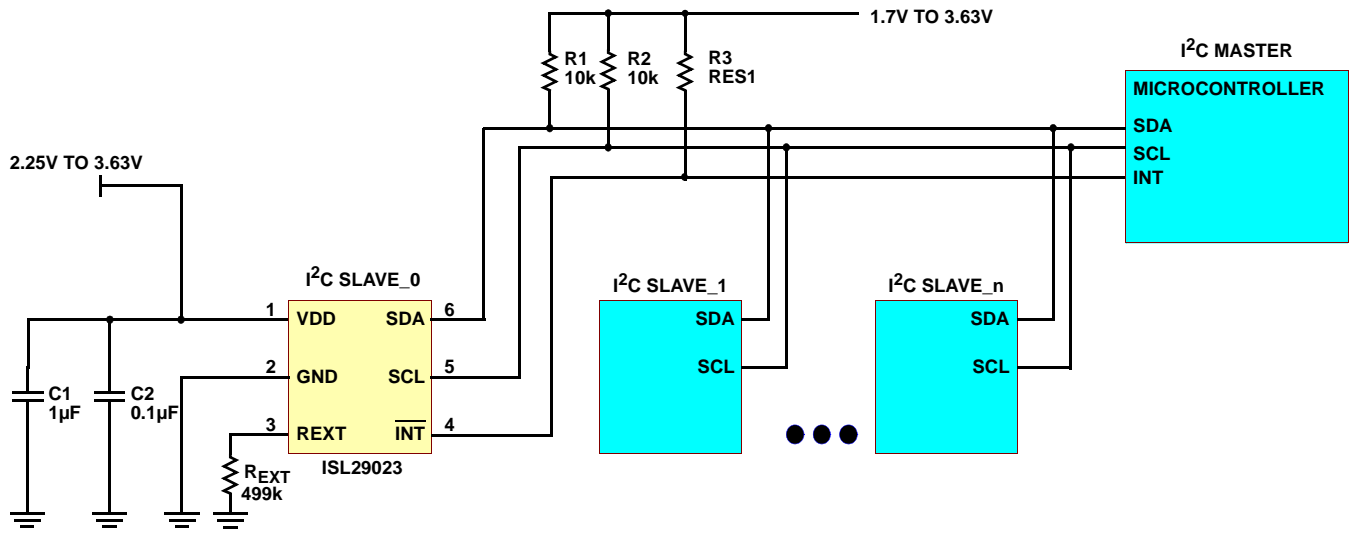 1.7V TO 3.63V
R1
10k
R2
10k
R3
RES1
I²C MASTER
MICROCONTROLLER
SDA
SCL
INT
2.25V TO 3.63V
I²C SLAVE_0
1
VDD
SDA
6
2
GND
SCL
5
3
REXT
INT
4
ISL29023
C1
1µF
C2
0.1µF
REXT
499k
I²C SLAVE_1
SDA
SCL
I²C SLAVE_n
SDA
SCL